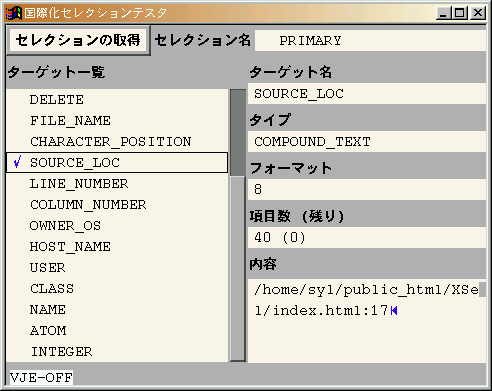 国際化セレクションテスタ
セレクションの取得 セレクション名 PRIMARY
ターゲット一覧
DELETE
FILE_NAME
CHARACTER_POSITION
√ SOURCE_LOC
LINE_NUMBER
COLUMN_NUMBER
OWNER_OS
HOST_NAME
USER
CLASS
NAME
ATOM
INTEGER
ターゲット名
SOURCE_LOC
タイプ
COMPOUND_TEXT
フォーマット
8
項目数 (残り)
40 (0)
内容
/home/syl/public_html/XSe
l/index.html:17
VJE-OFF